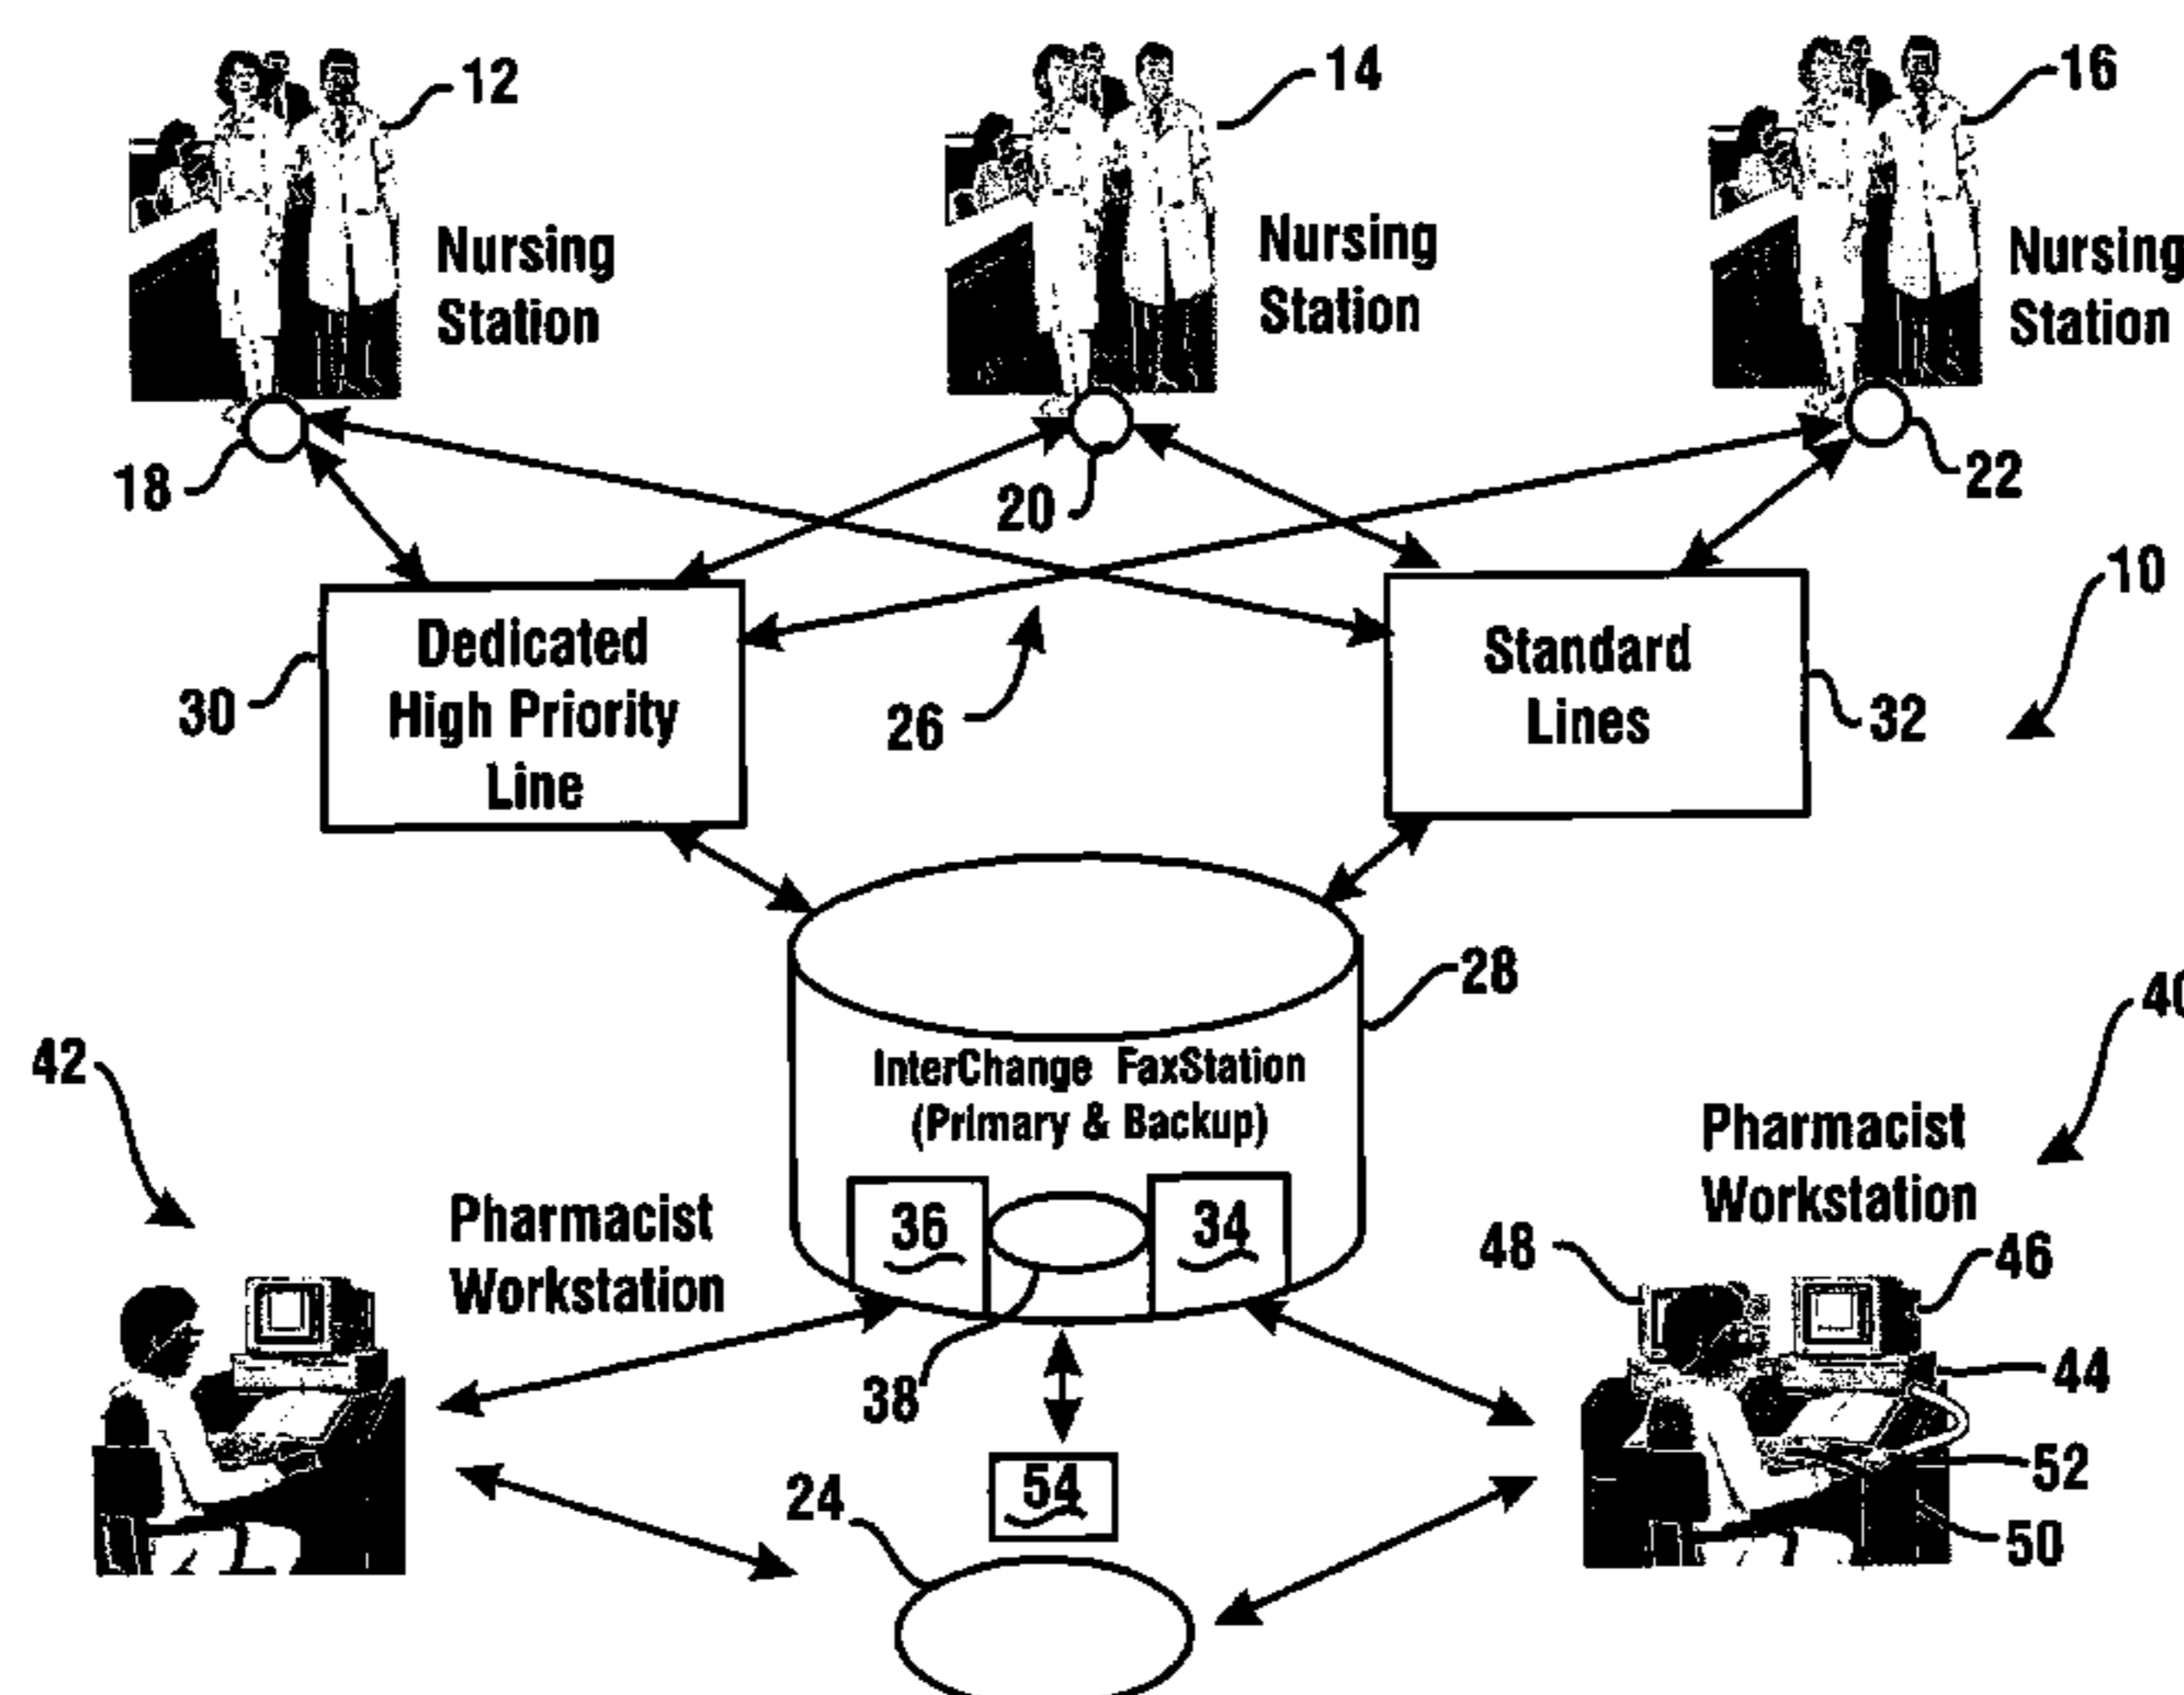 12
14
16
Nursing
Station
Nursing
Station
Nursing
Station
18
20
22
10
Dedicated
High Priority
Line
Standard
Lines
30
26
32
28
40
42
InterChange FaxStation
(Primary & Backup)
Pharmacist
Workstation
Pharmacist
Workstation
36
34
48
46
38
44
24
54
52
50